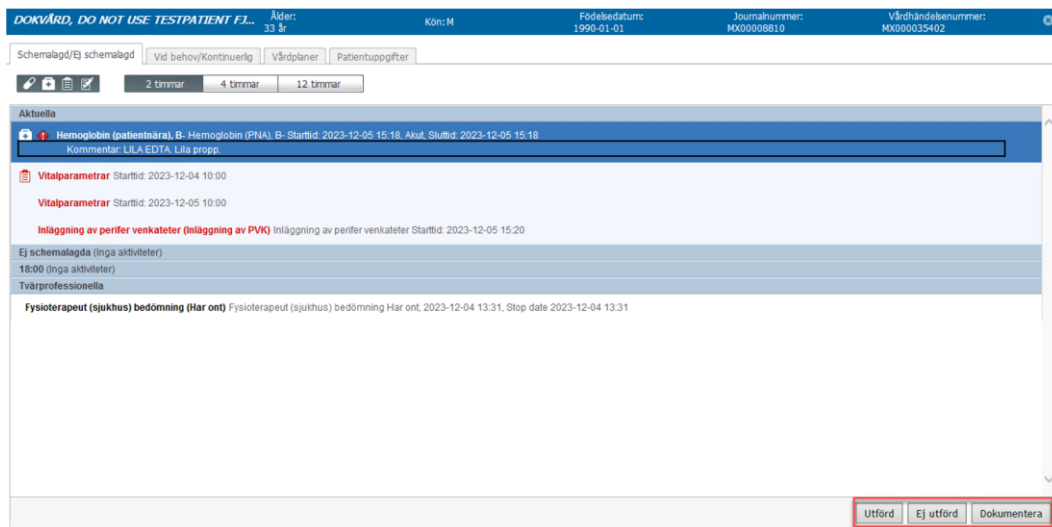 DOKVÅRD, DO NOT USE TESTPATIENT FJ... Ålder: 33 år Kön: M Födelsedatum: 1990-01-01 Journalnummer: MX00008810 Vårdhändelsenummer: MX000035402
Schemalagd/Ej schemalagd Vid behov/Kontinuerlig Vårdplaner Patientuppgifter
2 timmar 4 timmar 12 timmar
Aktuella
Hemoglobin (patientnära), B- Hemoglobin (PNA), B- Starttid: 2023-12-05 15:18, Akut, Sluttid: 2023-12-05 15:18
Kommentar: LILA EDTA. Lila propp.
Vitalparametrar Starttid: 2023-12-04 10:00
Vitalparametrar Starttid: 2023-12-05 10:00
Inläggning av perifer venkateter (Inläggning av PVK) Inläggning av perifer venkateter Starttid: 2023-12-05 15:20
Ej schemalagda (Inga aktiviteter)
18:00 (Inga aktiviteter)
Tvärprofessionella
Fysioterapeut (sjukhus) bedömning (Har ont) Fysioterapeut (sjukhus) bedömning Har ont, 2023-12-04 13:31, Stop date 2023-12-04 13:31
Utförd Ej utförd Dokumentera